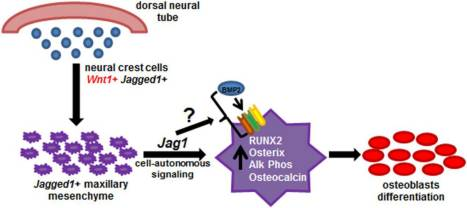 dorsal neural
tube
neural crest cells
Wnt1+ Jagged1+
BMP2
?
Jag1
cell-autonomous
signaling
RUNX2
Osterix
Alk Phos
Osteocalcin
Jagged1+ maxillary
mesenchyme
osteoblasts
differentiation